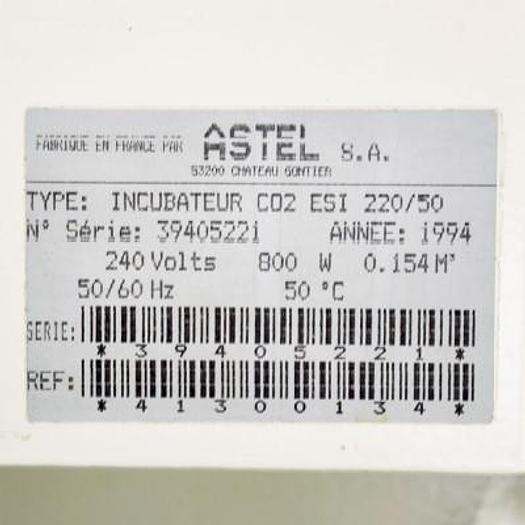 FABRIQUE EN FRANCE PAR ASTEL S.A.
53200 CHATEAU GONTIER
TYPE: INCUBATEUR CO2 ESI 220/50
N° Série: 39405221 ANNEE: 1994
240 Volts 800 W 0.154 M³
50/60 Hz 50 °C
SERIE:
* 3 9 4 0 5 2 2 1 *
REF:
* 4 1 3 0 0 1 3 4 *